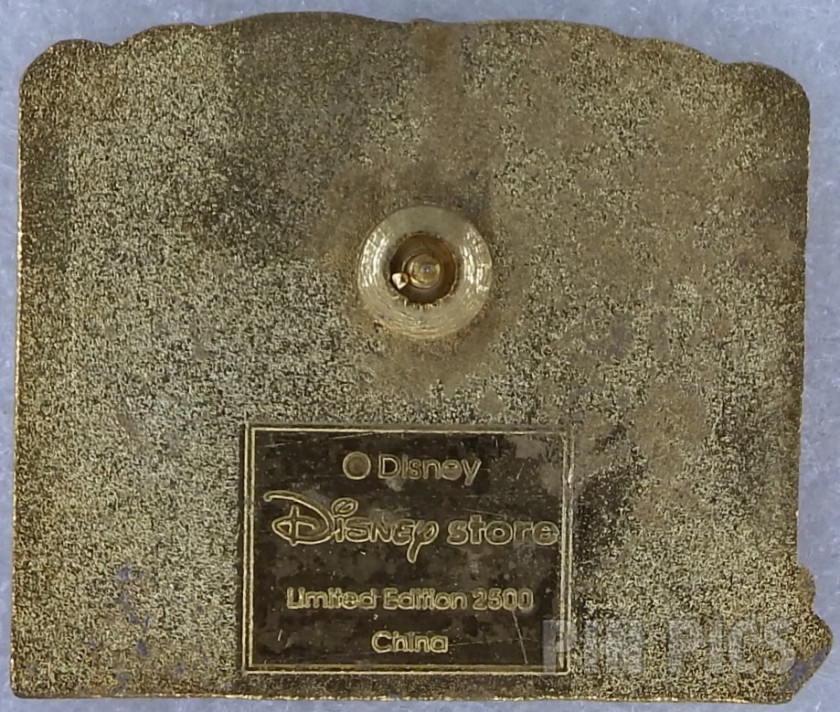 © Disney
Disney store
Limited Edition 2500
China
PIN PICS